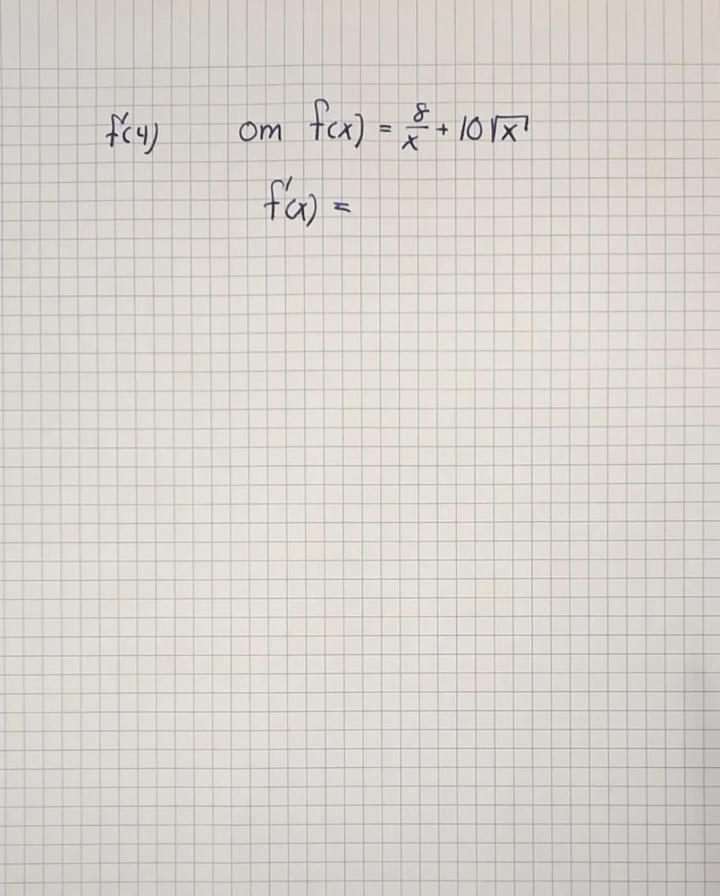 f'(4) om f(x) = 8/x + 10√x
f'(x) =